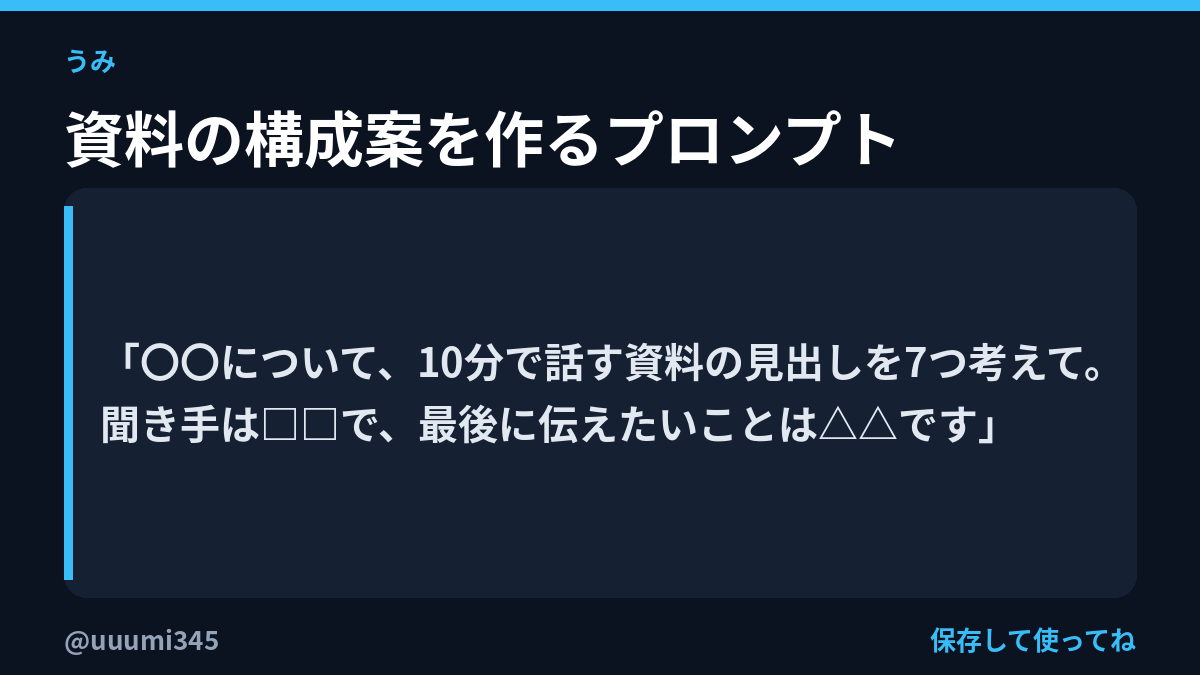 うみ
資料の構成案を作るプロンプト
「〇〇について、10分で話す資料の見出しを7つ考えて。
聞き手は□□で、最後に伝えたいことは△△です」
@uuumi345
保存して使ってね